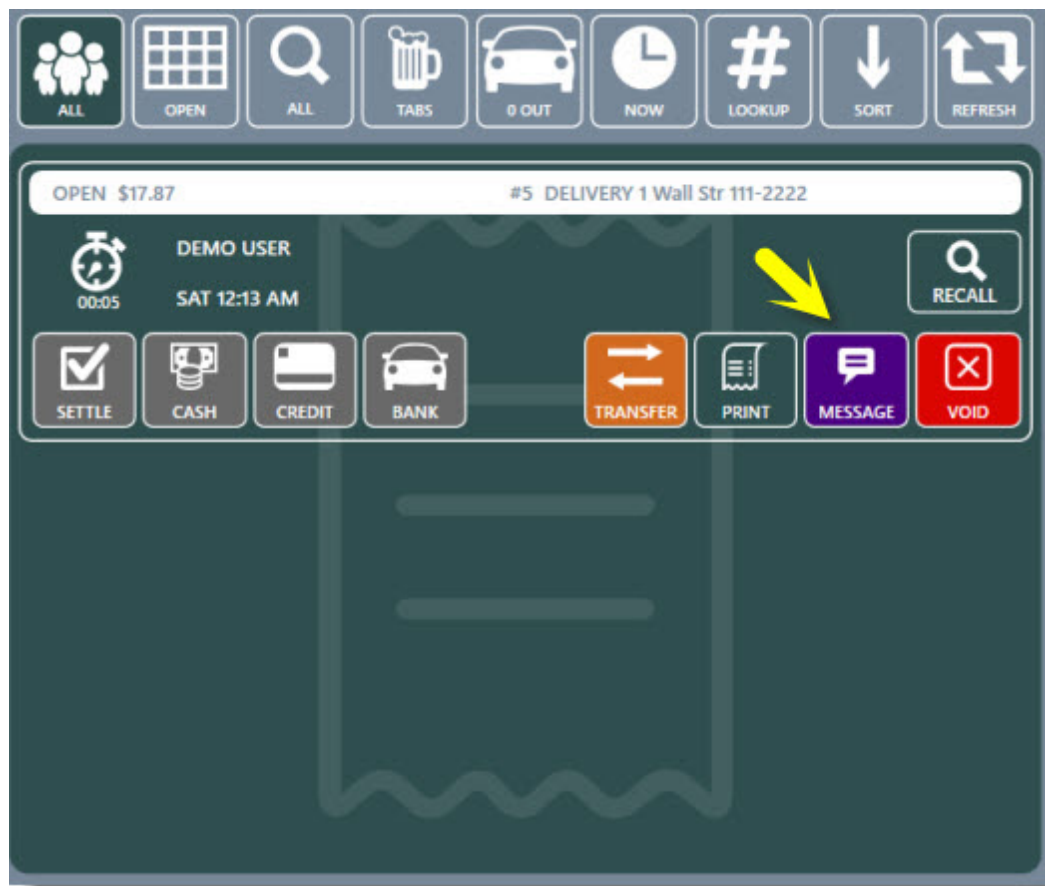 ALL OPEN ALL TABS 0 OUT NOW # LOOKUP SORT REFRESH
OPEN $17.87 #5 DELIVERY 1 Wall Str 111-2222
DEMO USER
00:05 SAT 12:13 AM RECALL
SETTLE CASH CREDIT BANK TRANSFER PRINT MESSAGE VOID